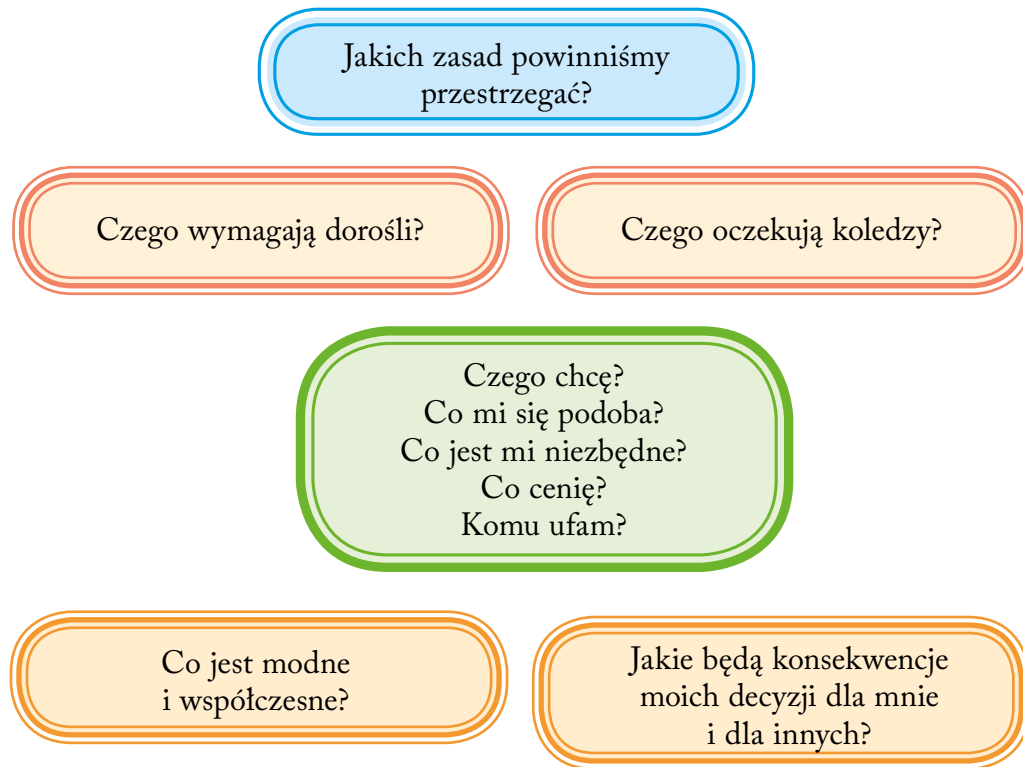 Jakich zasad powinniśmy
przestrzegać?
Czego wymagają dorośli?
Czego oczekują koledzy?
Czego chcę?
Co mi się podoba?
Co jest mi niezbędne?
Co cenię?
Komu ufam?
Co jest modne
i współczesne?
Jakie będą konsekwencje
moich decyzji dla mnie
i dla innych?